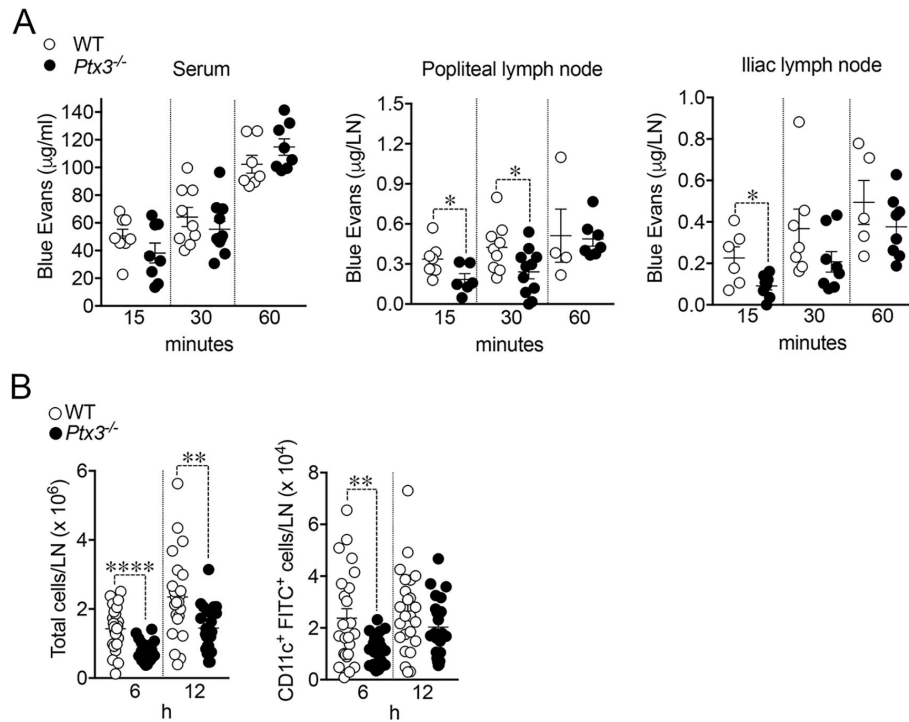 A
WT
Ptx3-/-
Serum
Blue Evans (μg/ml)
140
120
100
80
60
40
20
0
15
30
60
minutes
Popliteal lymph node
Blue Evans (μg/LN)
1.5
1.2
0.9
0.6
0.3
0.0
*
*
15
30
60
minutes
Iliac lymph node
Blue Evans (μg/LN)
1.0
0.8
0.6
0.4
0.2
0.0
*
15
30
60
minutes
B
WT
Ptx3-/-
Total cells/LN (x 10⁶)
6
4
2
0
****
**
6
12
h
CD11c⁺ FITC⁺ cells/LN (x 10⁴)
8
6
4
2
0
**
6
12
h